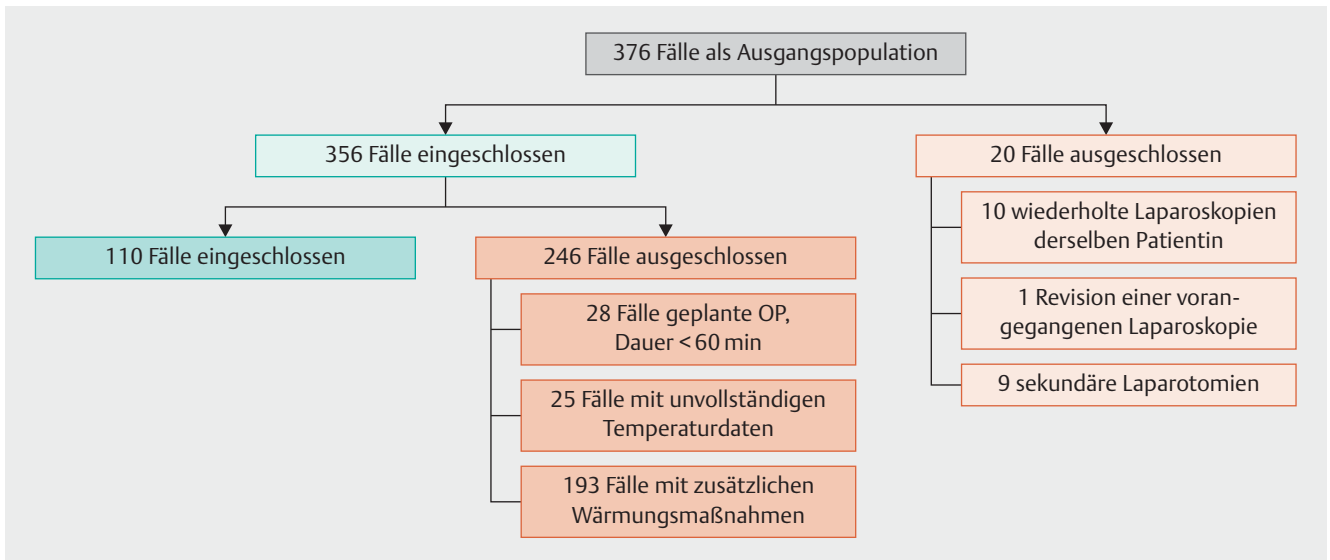 376 Fälle als Ausgangspopulation
356 Fälle eingeschlossen
20 Fälle ausgeschlossen
10 wiederholte Laparoskopien
derselben Patientin
1 Revision einer voran-
gegangenen Laparoskopie
9 sekundäre Laparotomien
110 Fälle eingeschlossen
246 Fälle ausgeschlossen
28 Fälle geplante OP,
Dauer < 60 min
25 Fälle mit unvollständigen
Temperaturdaten
193 Fälle mit zusätzlichen
Wärmungsmaßnahmen